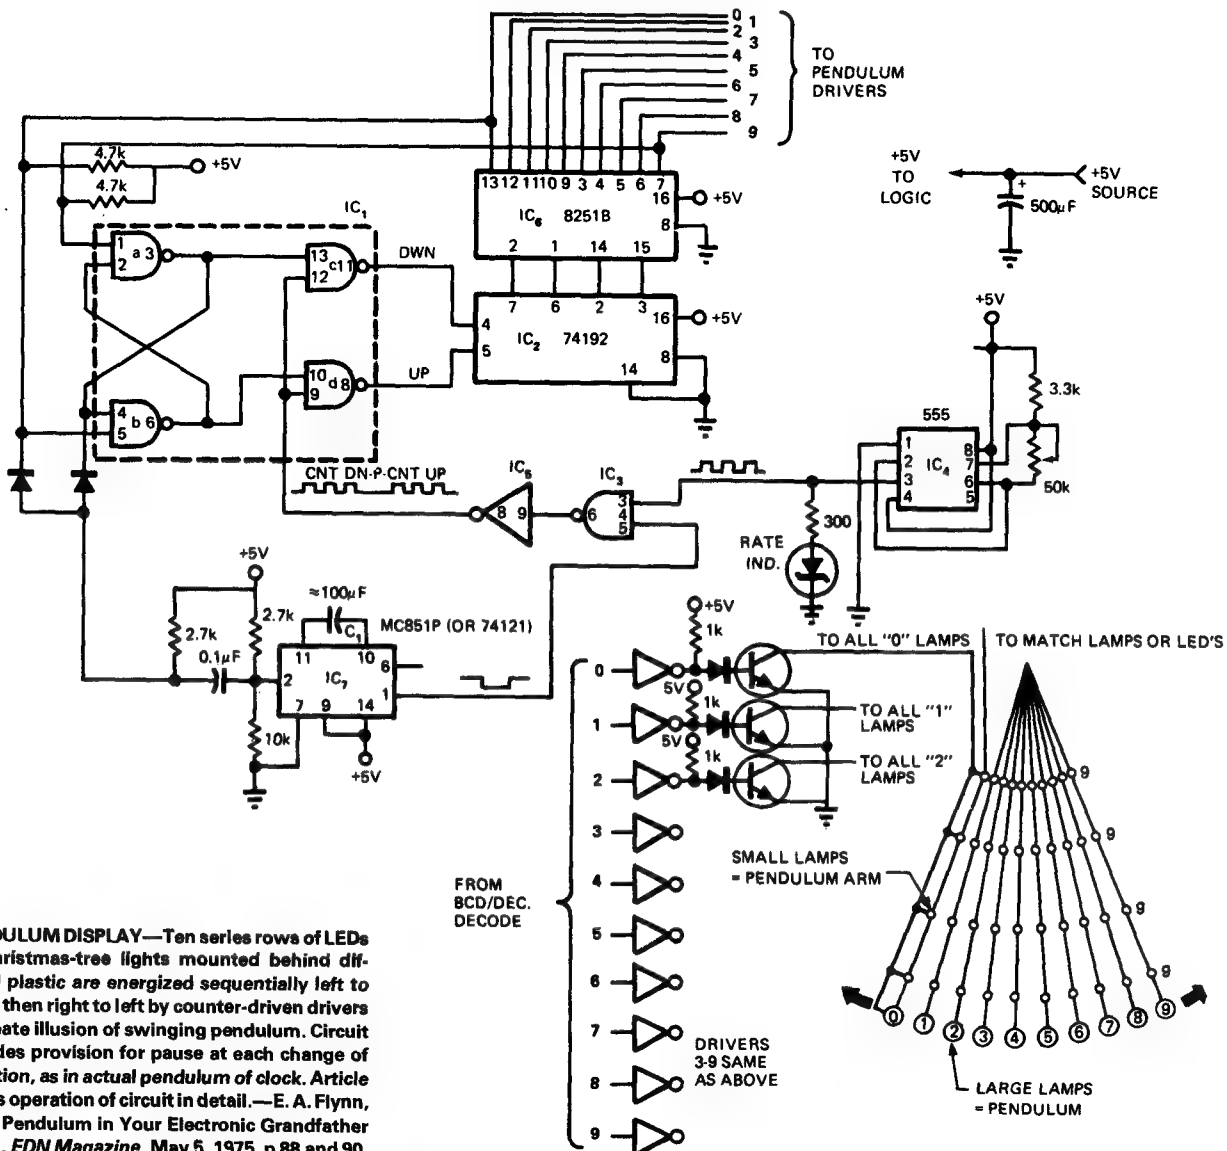 0
1
2
3
4
5
6
7
8
9
TO
PENDULUM
DRIVERS
4.7k
+5V
4.7k
IC1
13 12 11 10 9 3 4 5 6 7
IC6 8251B
16 +5V
8
2 1 14 15
+5V
TO
LOGIC
+
500µF
+5V
SOURCE
1
2
a 3
13
12
c 11
DWN
7 6 2 3
4
5
IC2 74192
16 +5V
8
14
10
9
d 8
UP
4
5
b 6
+5V
3.3k
555
1
2
3
4
IC4
8
7
6
5
50k
CNT DN-P-CNT UP
IC5
8 9
IC3
6
3
4
5
300
RATE
IND.
+5V
2.7k
2.7k
0.1µF
10k
≈100µF
C1
MC851P (OR 74121)
11 10
2
IC7
6
1
7 9 14
+5V
+5V
1k
5V
1k
5V
1k
TO ALL "0" LAMPS
TO ALL "1"
LAMPS
TO ALL "2"
LAMPS
TO MATCH LAMPS OR LED'S
0
1
2
3
4
5
6
7
8
9
FROM
BCD/DEC.
DECODE
DRIVERS
3-9 SAME
AS ABOVE
SMALL LAMPS
= PENDULUM ARM
9
9
9
9
0 1 2 3 4 5 6 7 8 9
LARGE LAMPS
= PENDULUM
DULUM DISPLAY—Ten series rows of LEDs
hristmas-tree lights mounted behind dif-
plastic are energized sequentially left to
then right to left by counter-driven drivers
eate illusion of swinging pendulum. Circuit
des provision for pause at each change of
tion, as in actual pendulum of clock. Article
s operation of circuit in detail.—E. A. Flynn,
Pendulum in Your Electronic Grandfather
EDN Magazine, May 5, 1975, p 88 and 90.